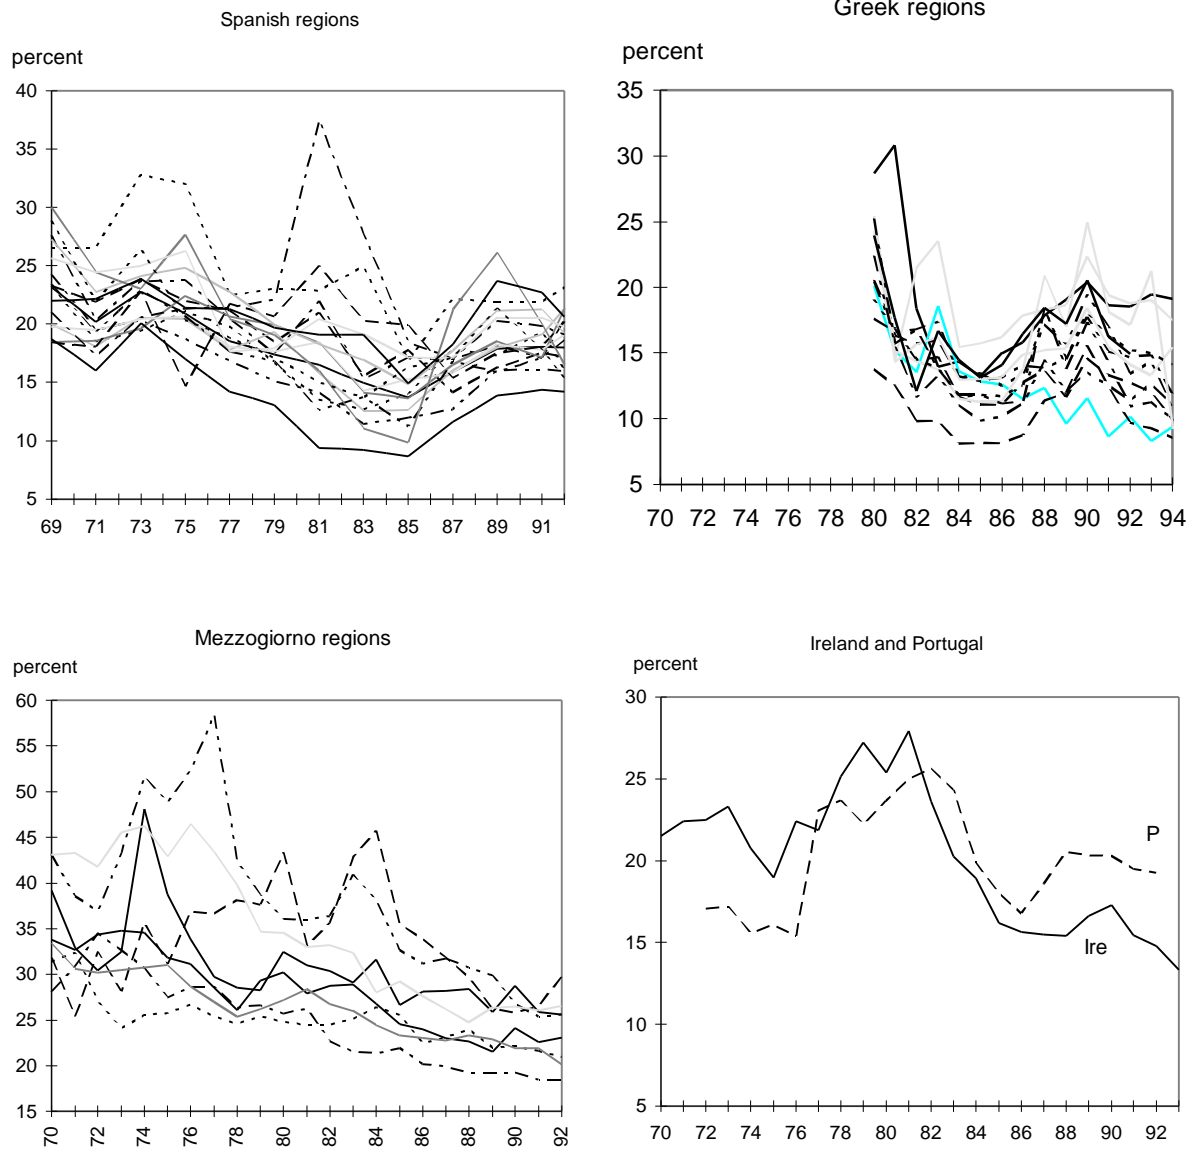 Spanish regions
percent
40
35
30
25
20
15
10
5
69 71 73 75 77 79 81 83 85 87 89 91
Greek regions
percent
35
30
25
20
15
10
5
70 72 74 76 78 80 82 84 86 88 90 92 94
Mezzogiorno regions
percent
60
55
50
45
40
35
30
25
20
15
70 72 74 76 78 80 82 84 86 88 90 92
Ireland and Portugal
percent
30
25
20
15
10
5
P
Ire
70 72 74 76 78 80 82 84 86 88 90 92